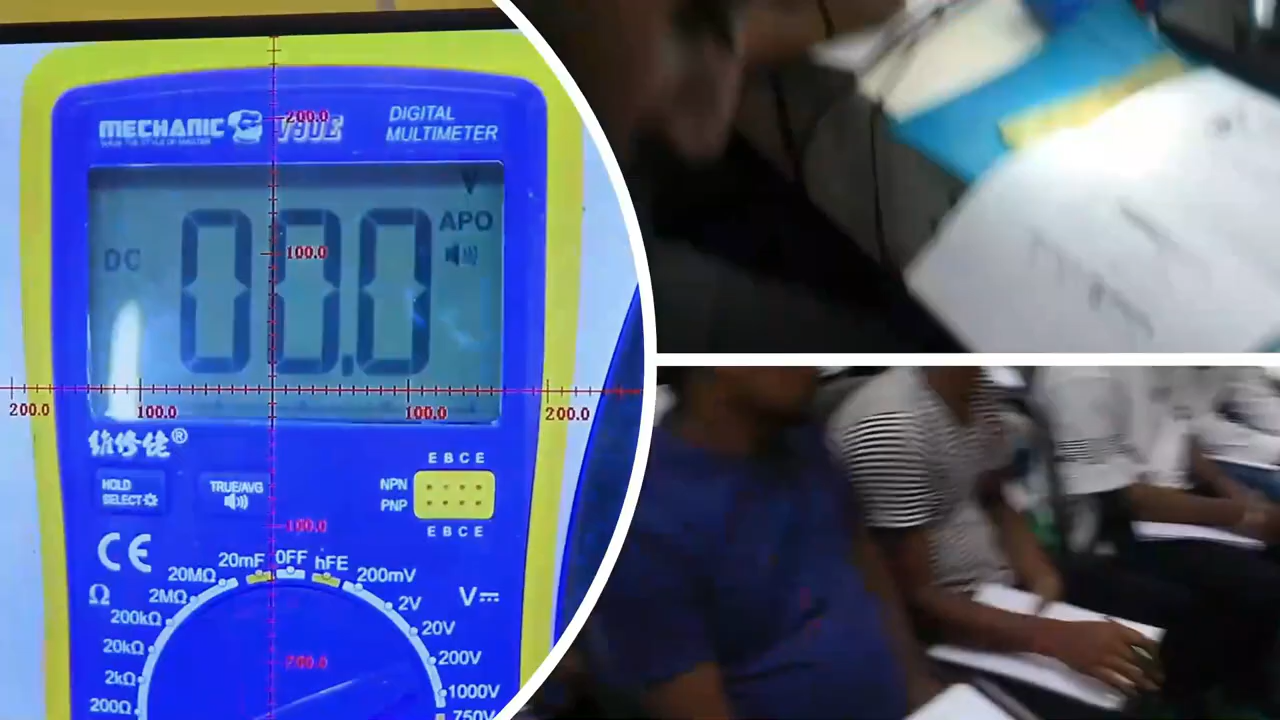 MECHANIC V90E
DIGITAL
MULTIMETER
200.0
V
APO
DC
00.0
100.0
200.0
100.0
100.0
200.0
维修佬®
HOLD
SELECT
TRUE/AVG
E B C E
NPN
PNP
E B C E
-100.0
CE
20mF
OFF
hFE
20MΩ
200mV
Ω
2MΩ
2V
V
200kΩ
20V
20kΩ
200V
-200.0
2kΩ
1000V
200Ω
750V